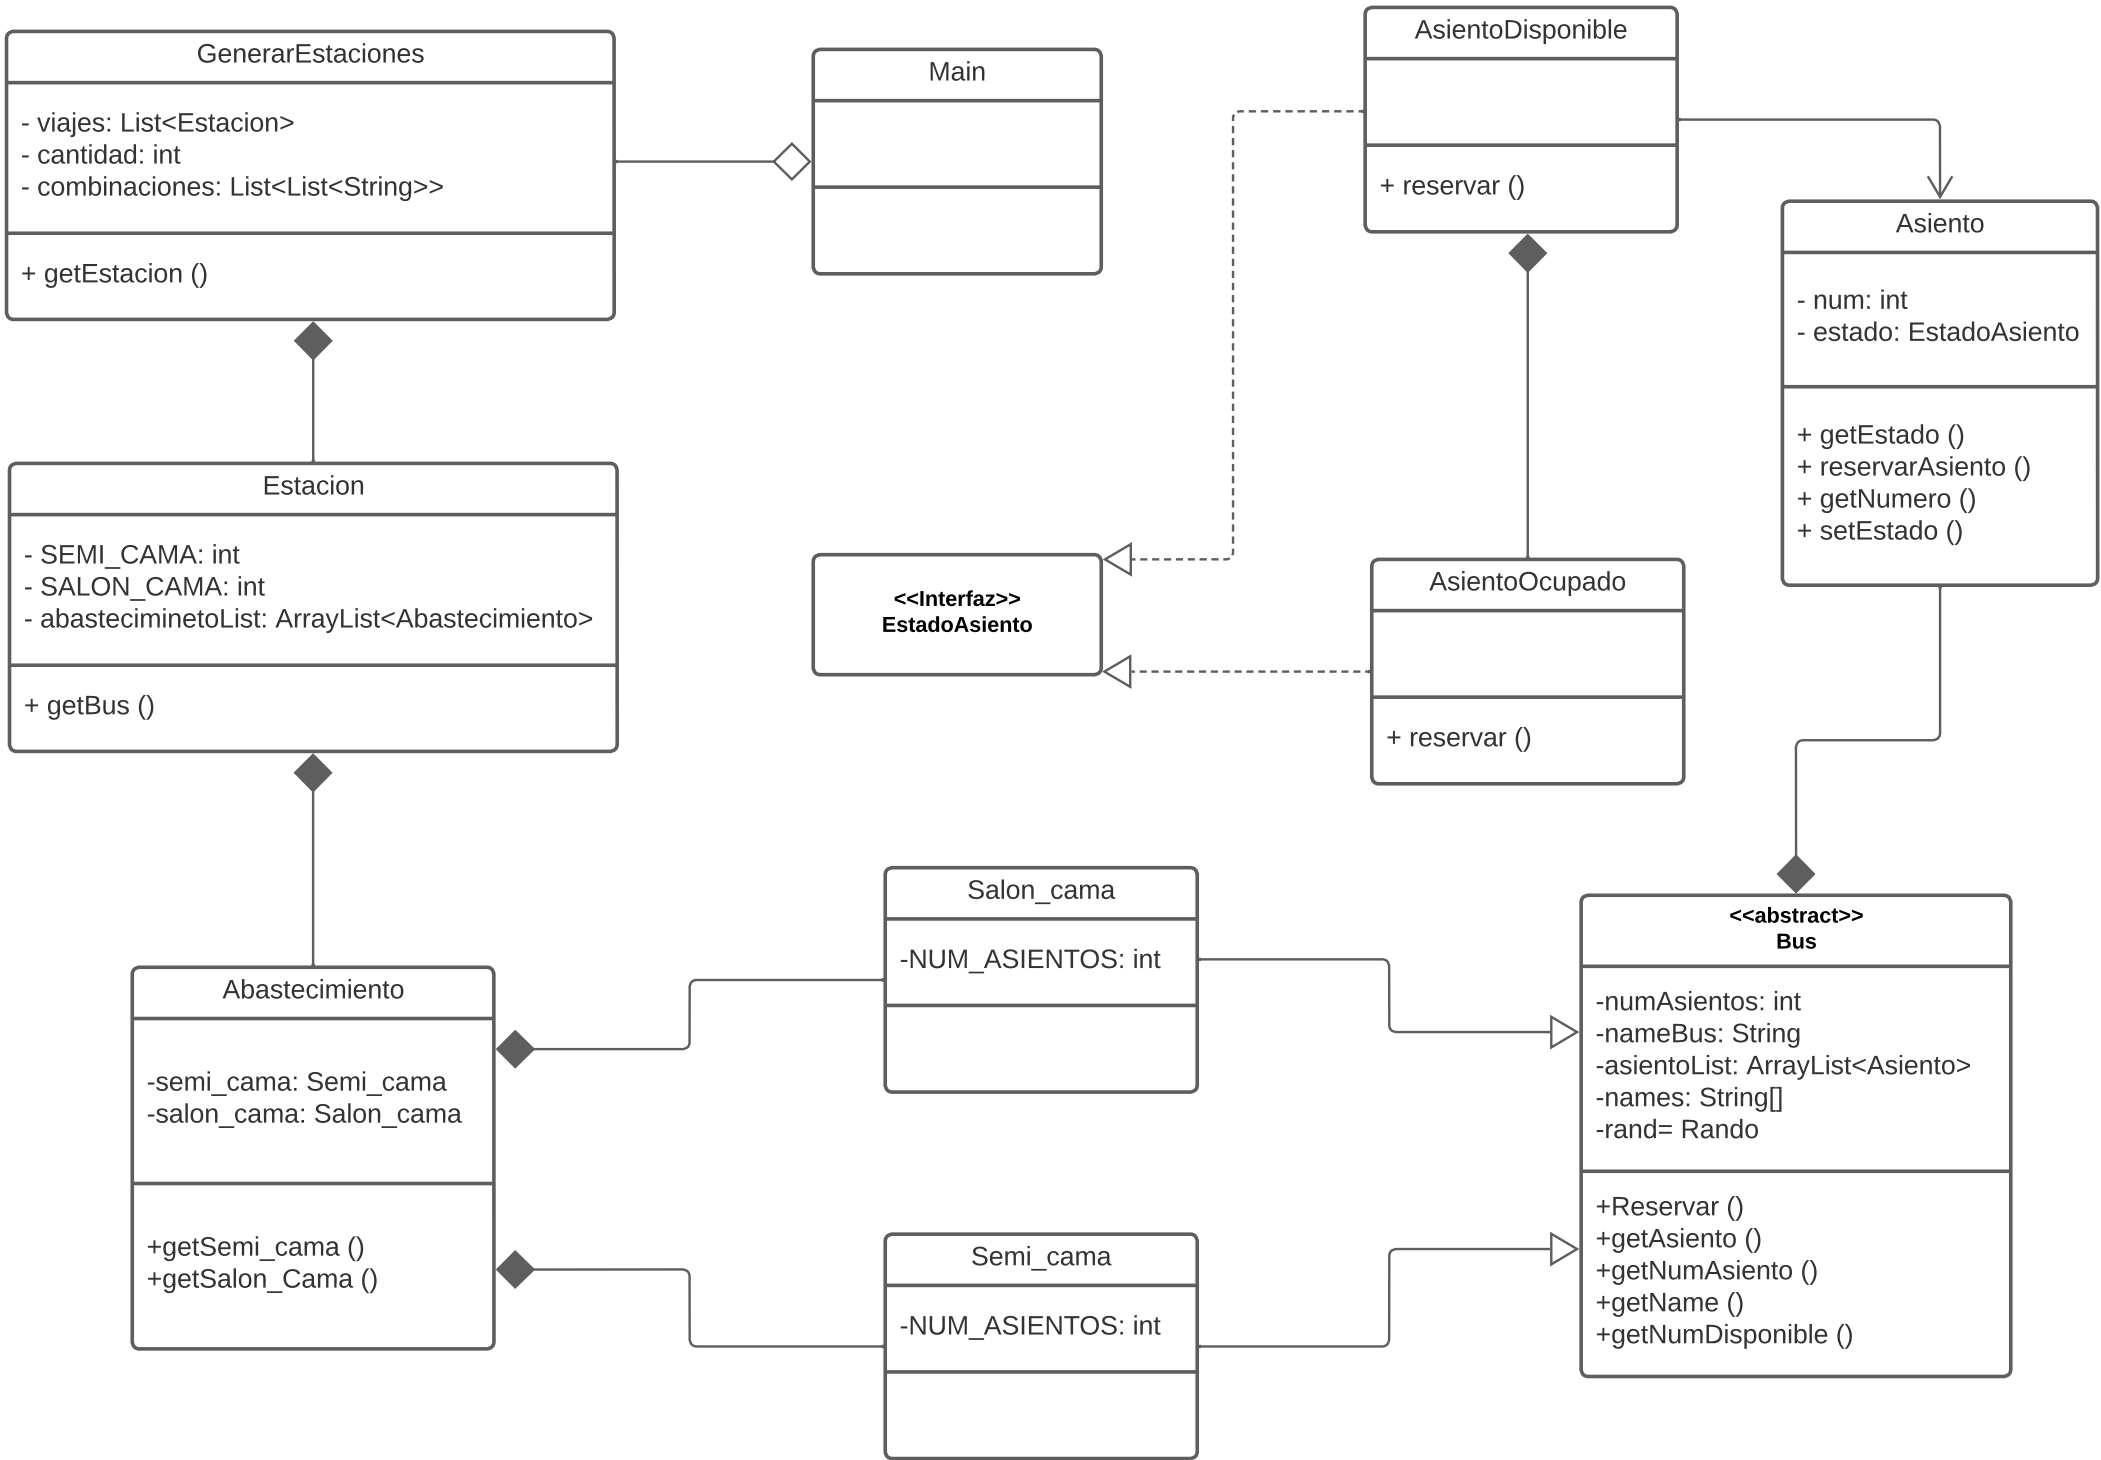 GenerarEstaciones
- viajes: List<Estacion>
- cantidad: int
- combinaciones: List<List<String>>
+ getEstacion ()
Main
AsientoDisponible
+ reservar ()
Asiento
- num: int
- estado: EstadoAsiento
+ getEstado ()
+ reservarAsiento ()
+ getNumero ()
+ setEstado ()
Estacion
- SEMI_CAMA: int
- SALON_CAMA: int
- abasteciminetoList: ArrayList<Abastecimiento>
+ getBus ()
<<Interfaz>>
EstadoAsiento
AsientoOcupado
+ reservar ()
Abastecimiento
-semi_cama: Semi_cama
-salon_cama: Salon_cama
+getSemi_cama ()
+getSalon_Cama ()
Salon_cama
-NUM_ASIENTOS: int
Semi_cama
-NUM_ASIENTOS: int
<<abstract>>
Bus
-numAsientos: int
-nameBus: String
-asientoList: ArrayList<Asiento>
-names: String[]
-rand= Rando
+Reservar ()
+getAsiento ()
+getNumAsiento ()
+getName ()
+getNumDisponible ()